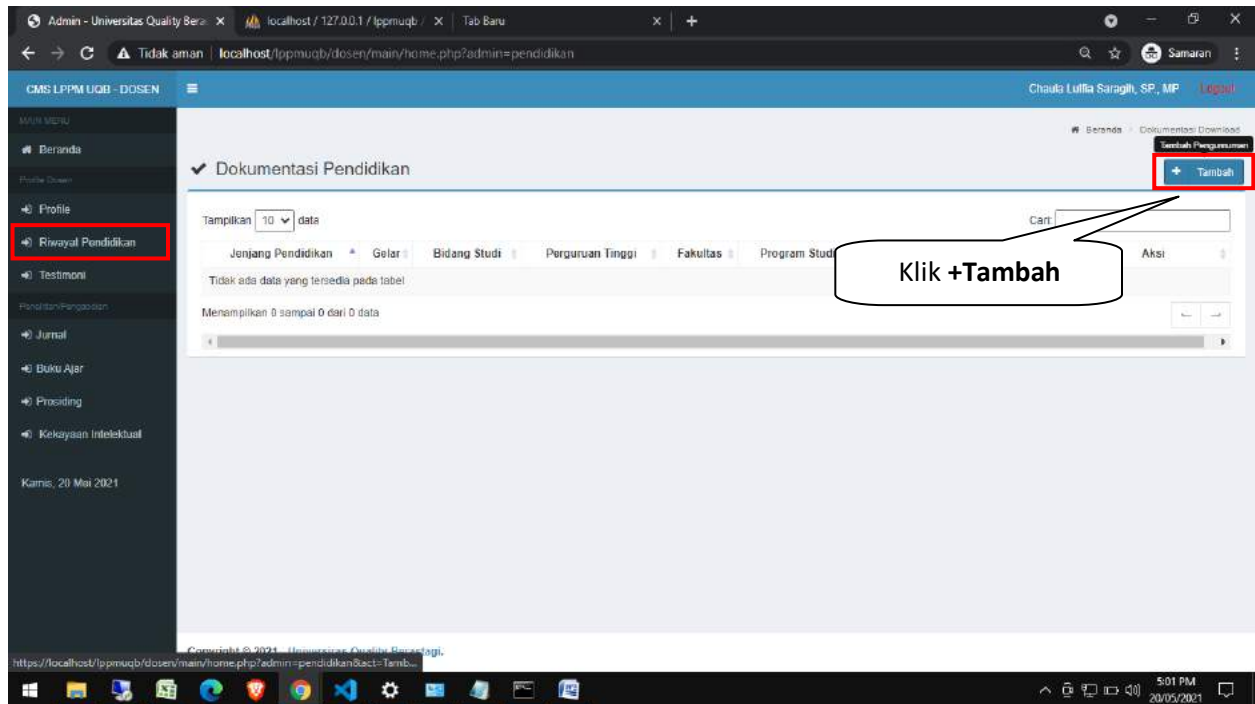 Admin - Universitas Quality Bera
localhost / 127.0.0.1 / lppmuqb /
Tab Baru
Tidak aman
localhost/lppmuqb/dosen/main/home.php?admin=pendidikan
Samaran
CMS LPPM UQB - DOSEN
Chaula Lutfia Saragih, SP., MP
Logout
MAIN MENU
Beranda
Profile Dosen
Profile
Riwayat Pendidikan
Testimoni
Penelitian/Pengabdian
Jurnal
Buku Ajar
Prosiding
Kekayaan Intelektual
Kamis, 20 Mei 2021
Beranda
Dokumentasi Download
Tambah Pengumuman
Dokumentasi Pendidikan
+ Tambah
Tampilkan 10 data
Cari:
Jenjang Pendidikan Gelar Bidang Studi Perguruan Tinggi Fakultas Program Studi Aksi
Tidak ada data yang tersedia pada tabel
Menampilkan 0 sampai 0 dari 0 data
Klik +Tambah
Copyright © 2021 Universitas Quality Berastagi.
https://localhost/lppmuqb/dosen/main/home.php?admin=pendidikan&act=Tamb...
5:01 PM
20/05/2021